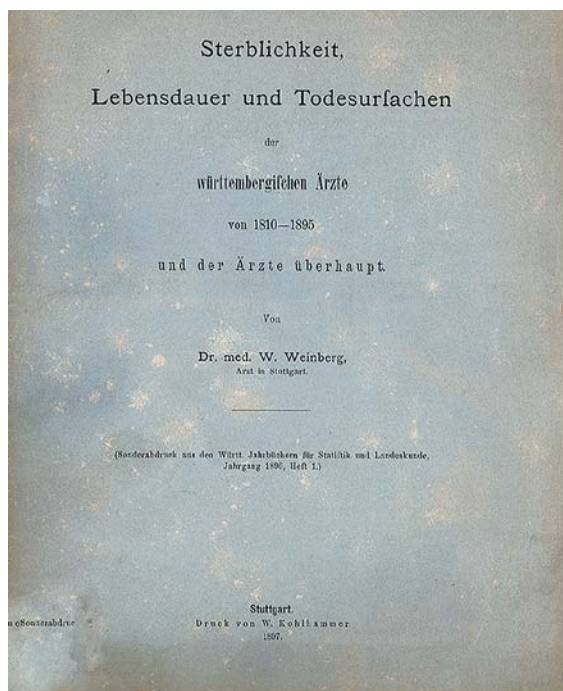 Sterblichkeit,
Lebensdauer und Todesurſachen
der
württembergiſchen Ärzte
von 1810—1895
und der Ärzte überhaupt.
Von
Dr. med. W. Weinberg,
Arzt in Stuttgart.
(Sonderabdruck aus den Württ. Jahrbüchern für Statiſtik und Landeskunde,
Jahrgang 1896, Heft 1.)
Stuttgart.
Druck von W. Kohlhammer.
1897.